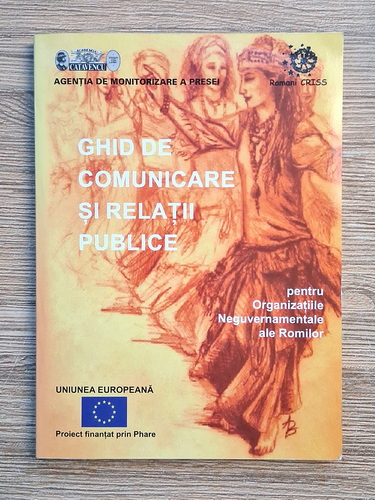 ACADEMIA
CATAVENCU
AGENȚIA DE MONITORIZARE A PRESEI
Romani CRISS
GHID DE
COMUNICARE
ȘI RELAȚII
PUBLICE
pentru
Organizațiile
Neguvernamentale
ale Romilor
UNIUNEA EUROPEANĂ
Proiect finanțat prin Phare